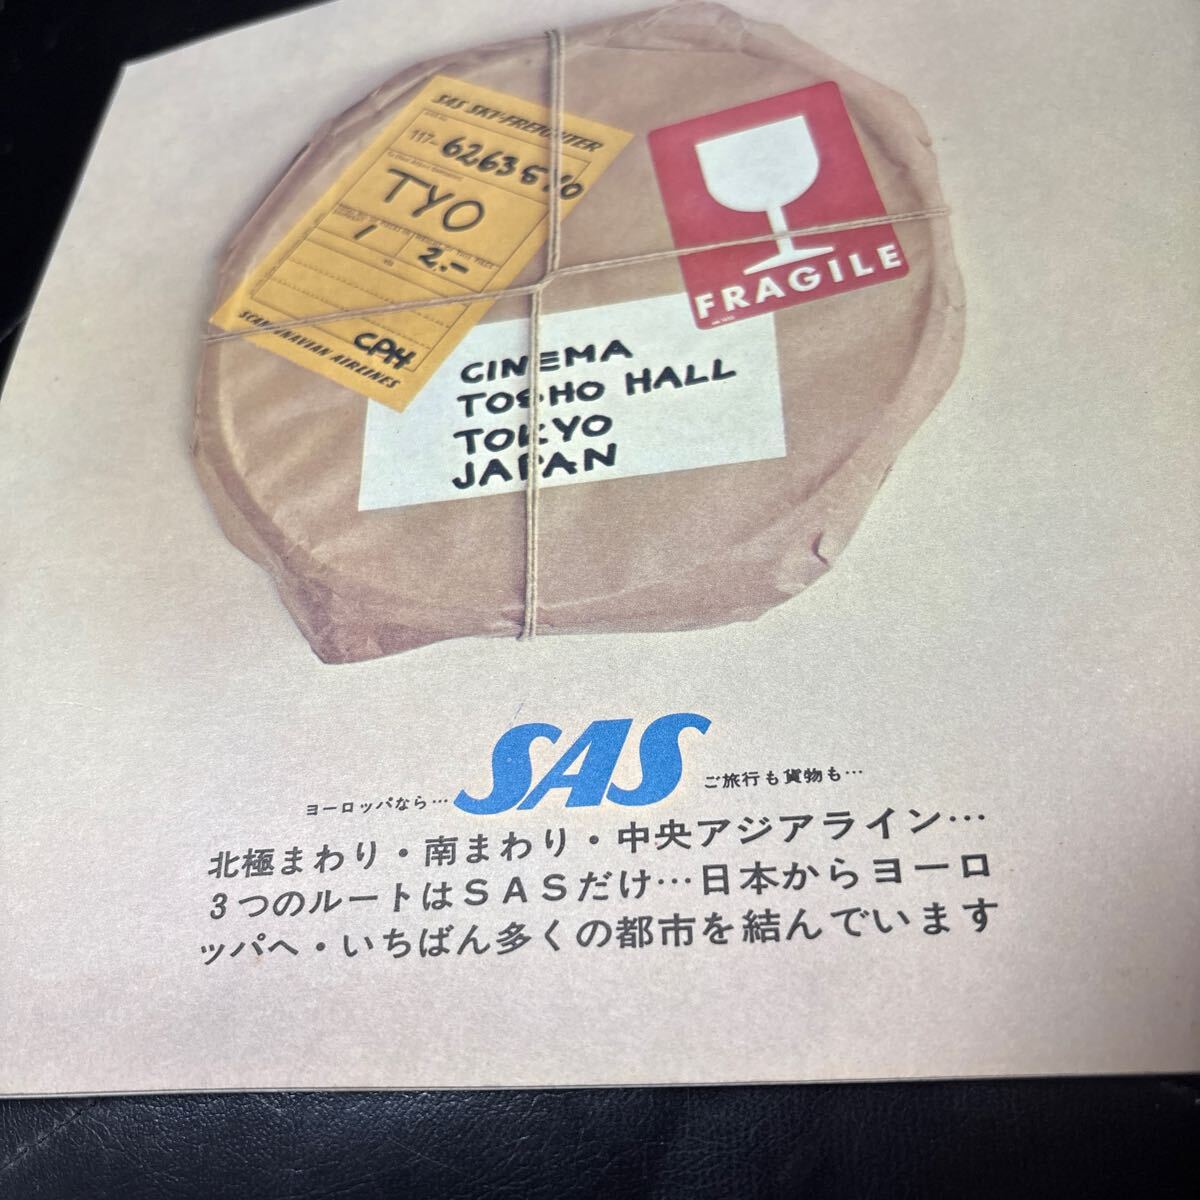 SAS SKY-FREIGHTER
117-
TYO
1
2.-
CPH
SCANDINAVIAN AIRLINES
FRAGILE
CINEMA
TOSHO HALL
TOKYO
JAPAN
ヨーロッパなら… SAS ご旅行も貨物も…
北極まわり・南まわり・中央アジアライン…
3つのルートはSASだけ…日本からヨーロ
ッパへ・いちばん多くの都市を結んでいます